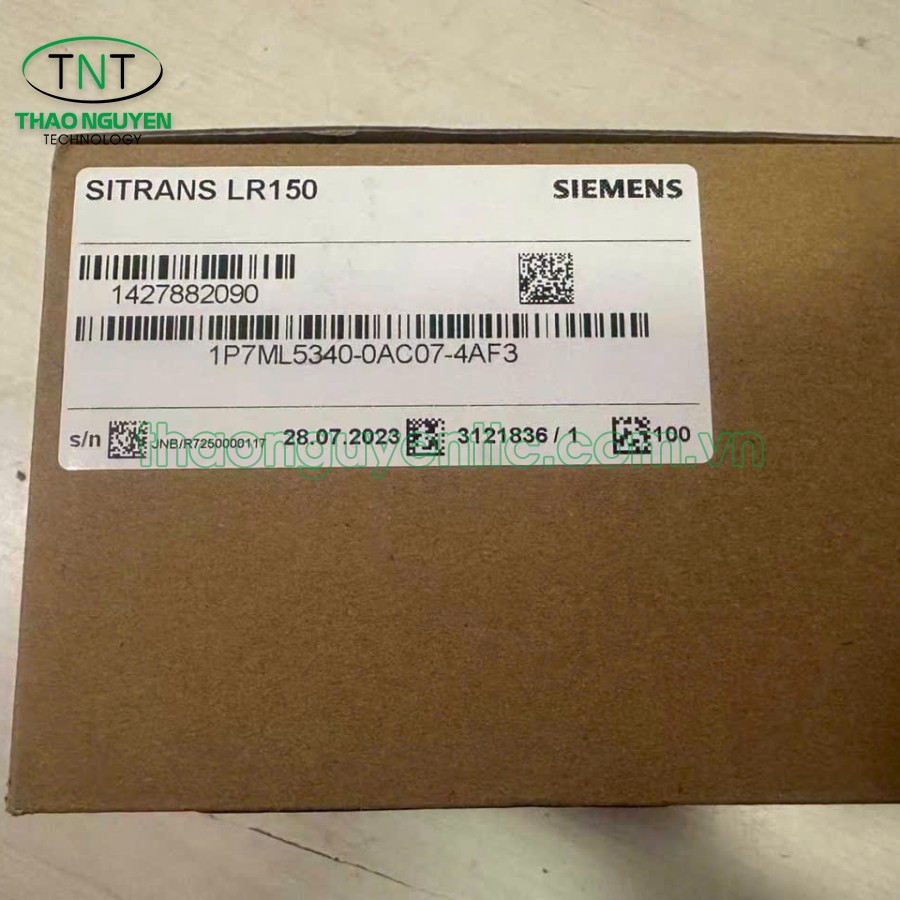 TNT
THAO NGUYEN
TECHNOLOGY
SITRANS LR150 SIEMENS
1427882090
1P7ML5340-0AC07-4AF3
s/n JNB/R7250000117 28.07.2023 3121836 / 1 100
thaonguyenttc.com.vn